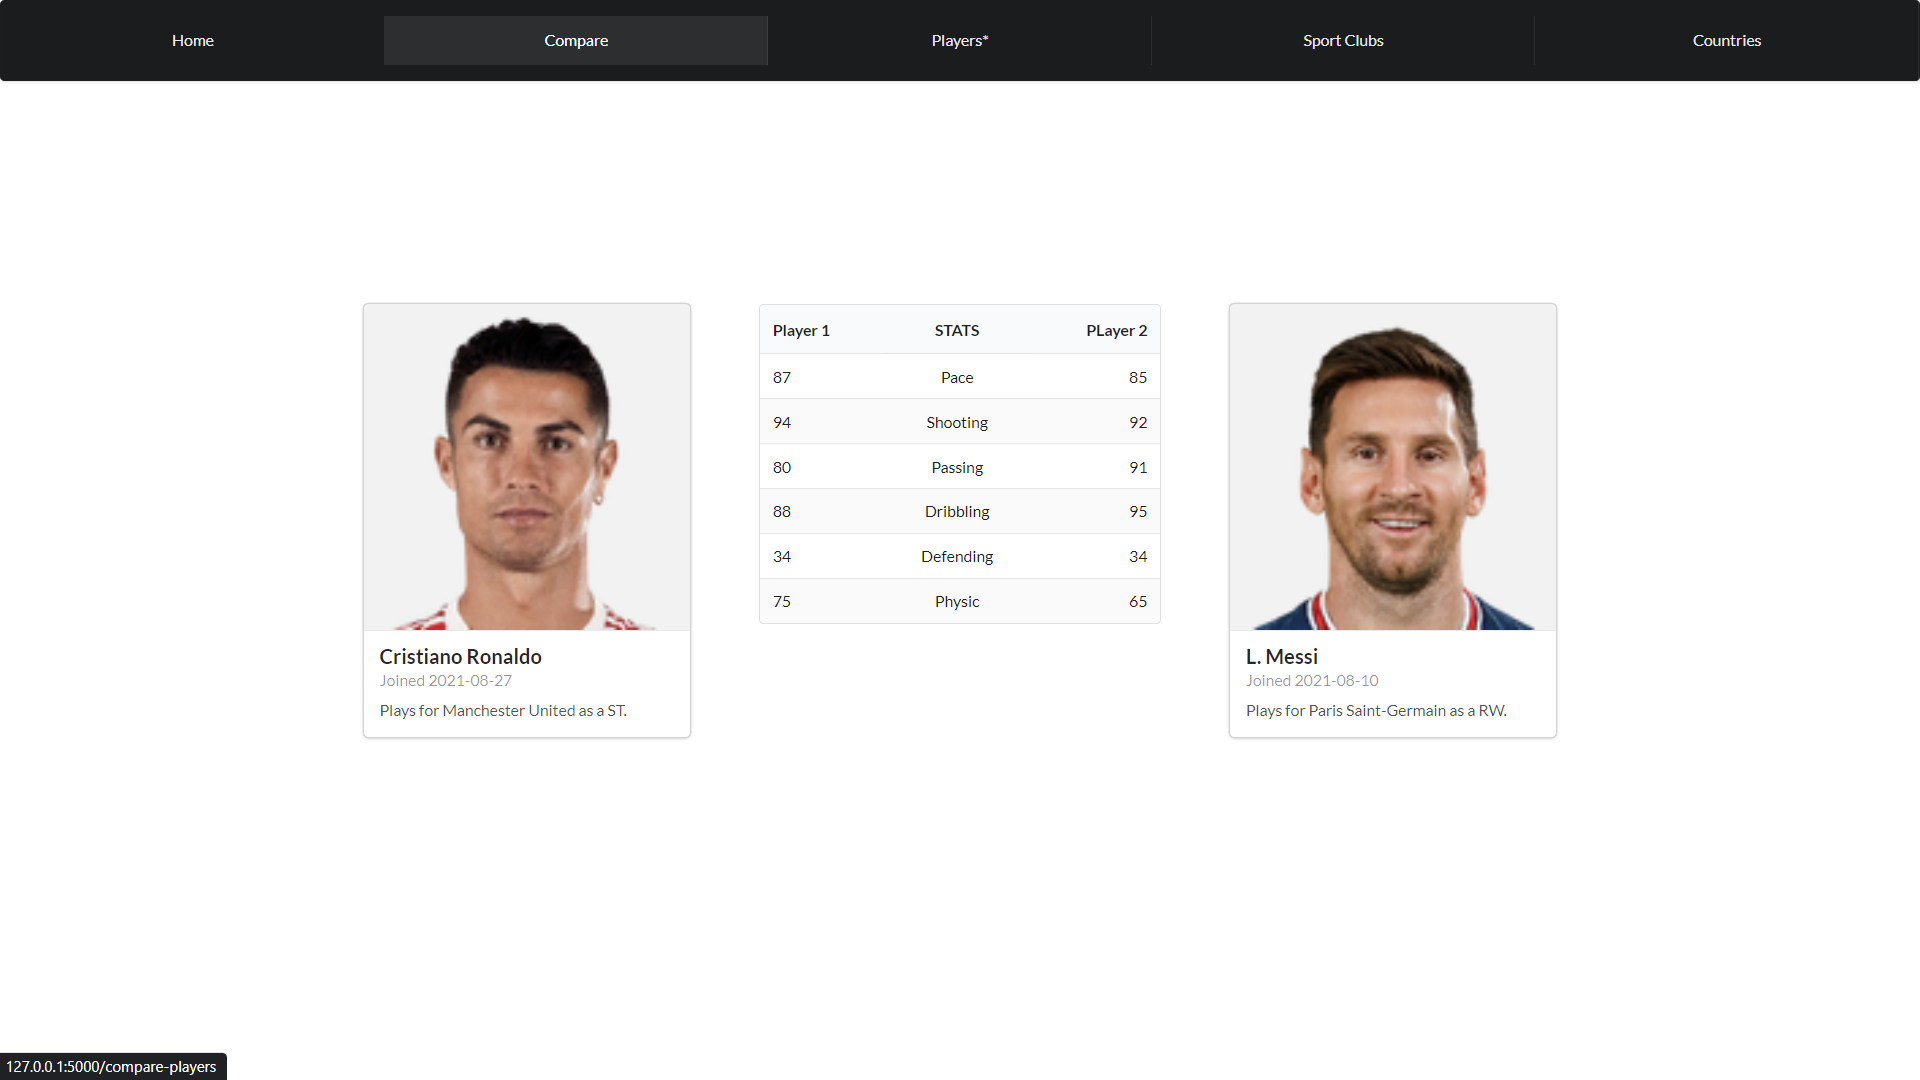 Home Compare Players* Sport Clubs Countries
Player 1 STATS PLayer 2
87 Pace 85
94 Shooting 92
80 Passing 91
88 Dribbling 95
34 Defending 34
75 Physic 65
Cristiano Ronaldo
Joined 2021-08-27
Plays for Manchester United as a ST.
L. Messi
Joined 2021-08-10
Plays for Paris Saint-Germain as a RW.
127.0.0.1:5000/compare-players